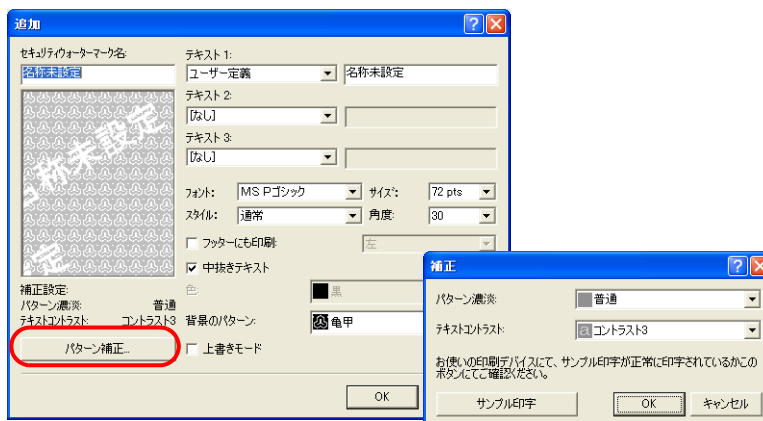 追加
セキュリティウォーターマーク名:
名称未設定
名称未設定
補正設定:
パターン濃淡: 普通
テキストコントラスト: コントラスト3
パターン補正...
テキスト 1:
ユーザー定義 名称未設定
テキスト 2:
[なし]
テキスト 3:
[なし]
フォント: MS Pゴシック サイズ: 72 pts
スタイル: 通常 角度: 30
フッターにも印刷: 左
中抜きテキスト
色: 黒
背景のパターン: 亀甲
上書きモード
OK
補正
パターン濃淡: 普通
テキストコントラスト: コントラスト3
お使いの印刷デバイスにて、サンプル印字が正常に印字されているかこの
ボタンにてご確認ください。
サンプル印字 OK キャンセル